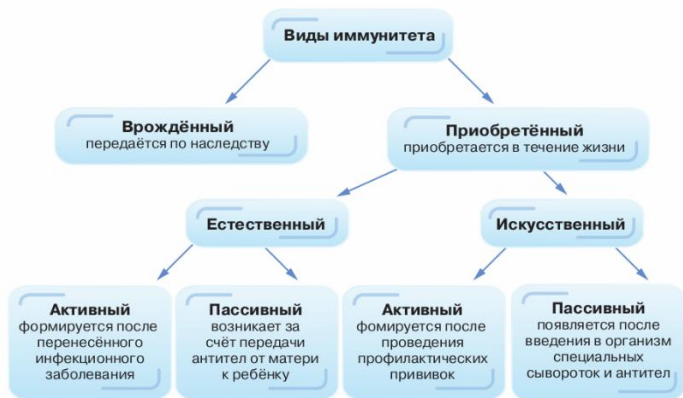 Виды иммунитета
Врождённый
передаётся по наследству
Приобретённый
приобретается в течение жизни
Естественный
Искусственный
Активный
формируется после
перенесённого
инфекционного
заболевания
Пассивный
возникает за
счёт передачи
антител от матери
к ребёнку
Активный
фомируется после
проведения
профилактических
прививок
Пассивный
появляется после
введения в организм
специальных
сывороток и антител